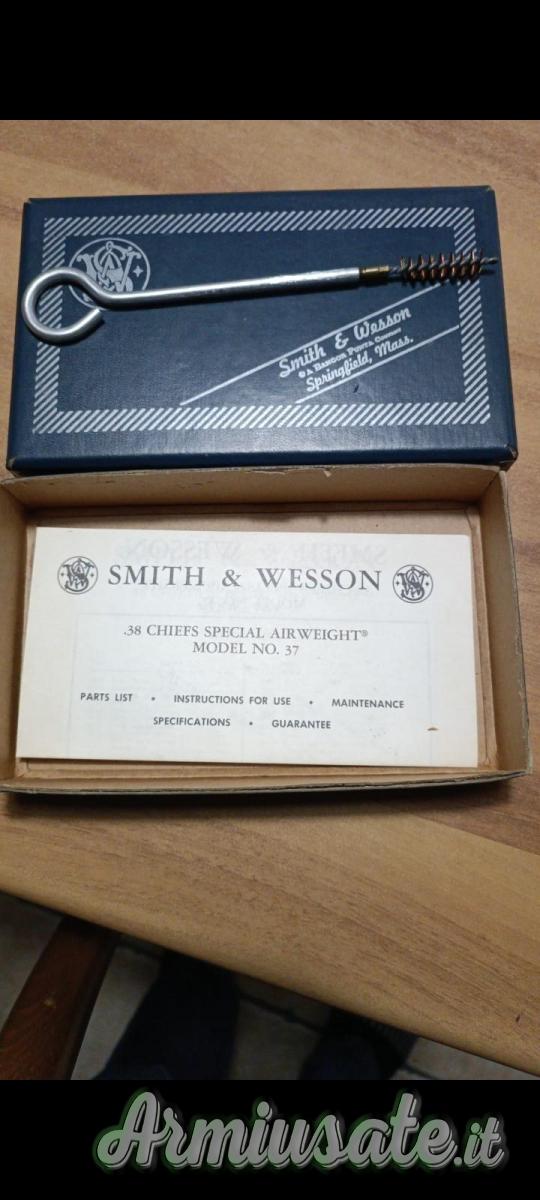 Smith & Wesson
A BANGOR PUNTA COMPANY
Springfield, Mass.
SMITH & WESSON
.38 CHIEFS SPECIAL AIRWEIGHT®
MODEL NO. 37
PARTS LIST • INSTRUCTIONS FOR USE • MAINTENANCE
SPECIFICATIONS • GUARANTEE
Armiusate.it